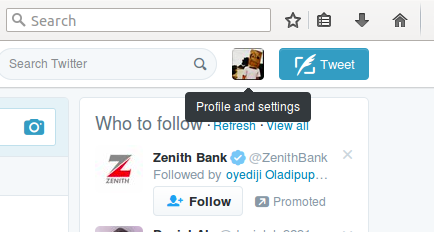 Search
Search Twitter
Tweet
Profile and settings
Who to follow · Refresh · View all
Zenith Bank @ZenithBank
ZENITH
Followed by oyediji Oladipup...
Follow
Promoted